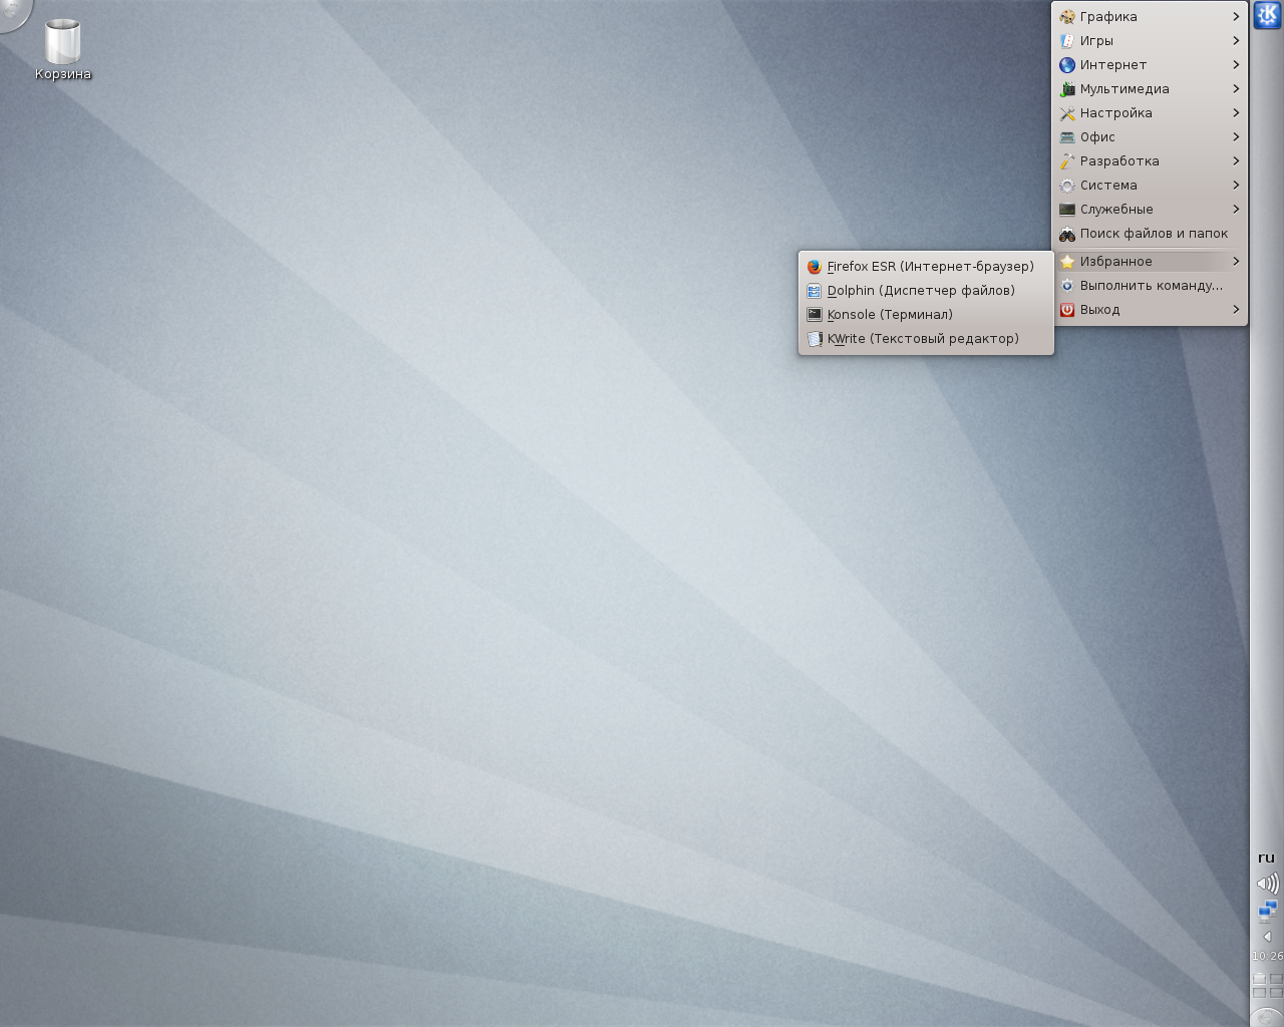 Корзина
Графика
Игры
Интернет
Мультимедиа
Настройка
Офис
Разработка
Система
Служебные
Поиск файлов и папок
Избранное
Выполнить команду...
Выход
Firefox ESR (Интернет-браузер)
Dolphin (Диспетчер файлов)
Konsole (Терминал)
KWrite (Текстовый редактор)
ru
10:26